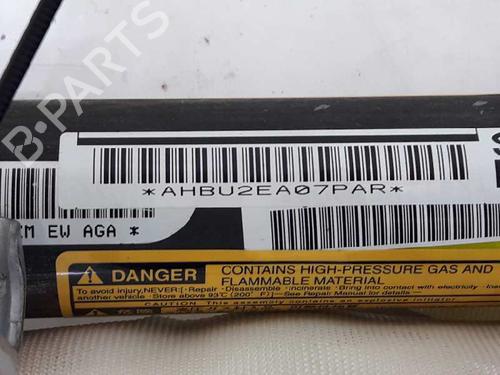 B-PARTS
*AHBU2EA07PAR*
M EW AGA *
DANGER
CONTAINS HIGH-PRESSURE GAS AND
FLAMMABLE MATERIAL
To avoid injury,NEVER: · Repair · Disassemble · Incinerate · Bring into contact with electricity · Install
another vehicle · Store above 93℃ (200° F) — See Repair Manual for details —
CAUTION This assembly contains an explosive initiator